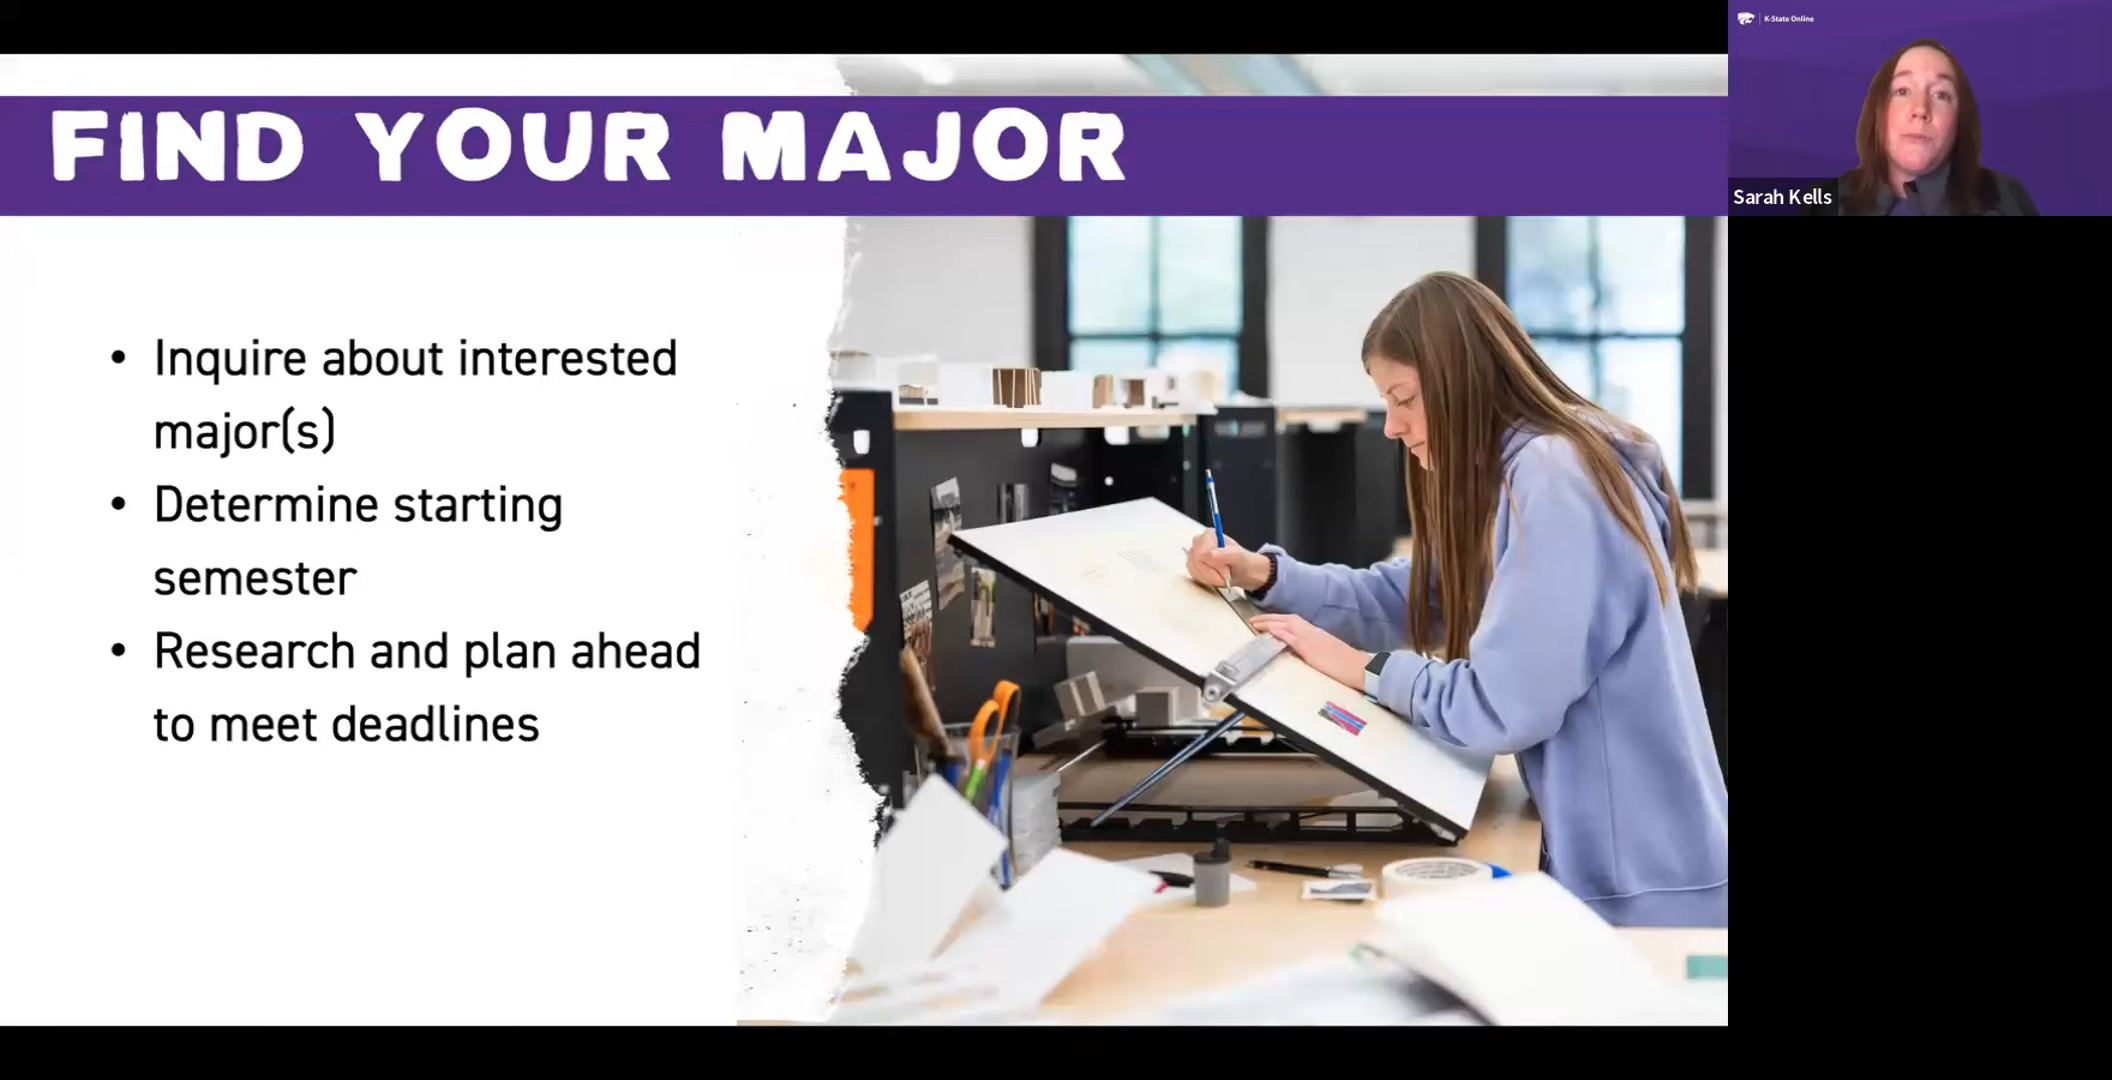 FIND YOUR MAJOR
• Inquire about interested
major(s)
• Determine starting
semester
• Research and plan ahead
to meet deadlines
K-State Online
Sarah Kells